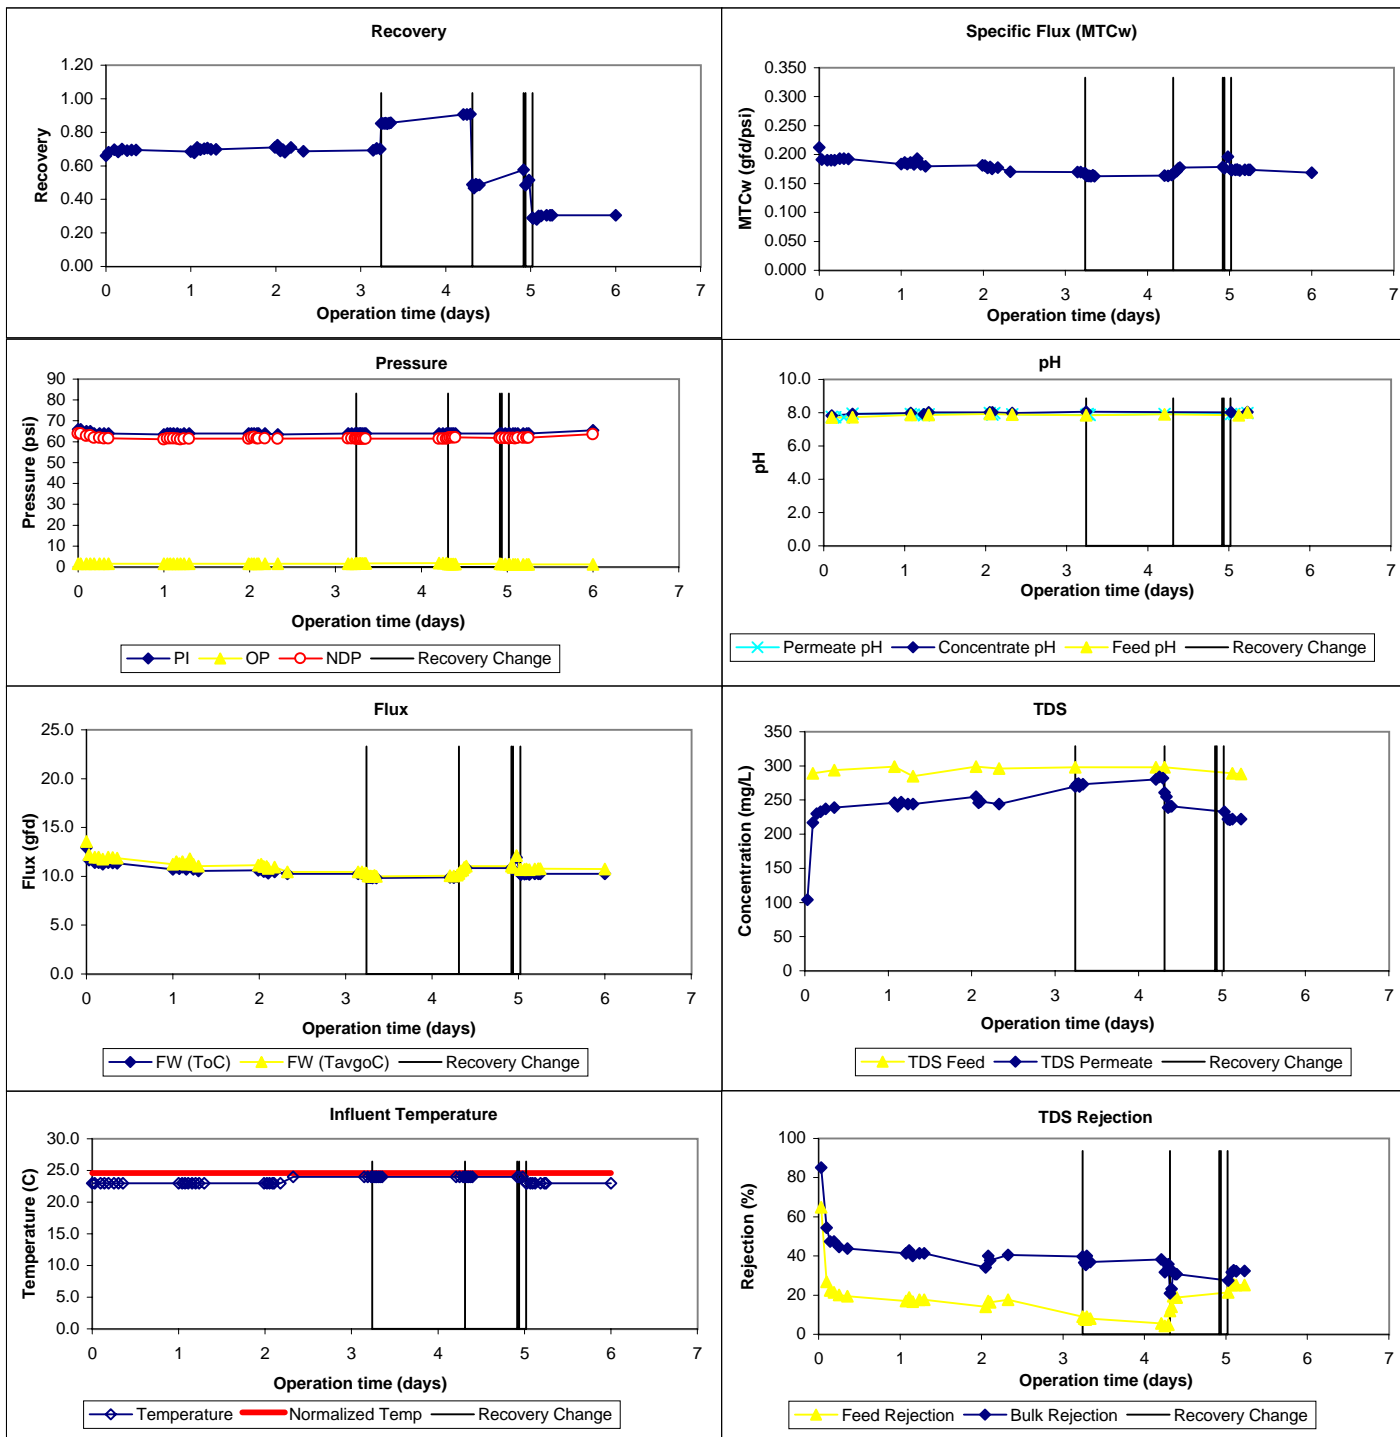 Recovery
1.20
1.00
0.80
0.60
0.40
0.20
0.00
Recovery
0 1 2 3 4 5 6 7
Operation time (days)
Specific Flux (MTCw)
0.350
0.300
0.250
0.200
0.150
0.100
0.050
0.000
MTCw (gfd/psi)
0 1 2 3 4 5 6 7
Operation time (days)
Pressure
90
80
70
60
50
40
30
20
10
0
Pressure (psi)
0 1 2 3 4 5 6 7
Operation time (days)
PI OP NDP Recovery Change
pH
10.0
8.0
6.0
4.0
2.0
0.0
pH
0 1 2 3 4 5 6 7
Operation time (days)
Permeate pH Concentrate pH Feed pH Recovery Change
Flux
25.0
20.0
15.0
10.0
5.0
0.0
Flux (gfd)
0 1 2 3 4 5 6 7
Operation time (days)
FW (ToC) FW (TavgoC) Recovery Change
TDS
350
300
250
200
150
100
50
0
Concentration (mg/L)
0 1 2 3 4 5 6 7
Operation time (days)
TDS Feed TDS Permeate Recovery Change
Influent Temperature
30.0
25.0
20.0
15.0
10.0
5.0
0.0
Temperature (C)
0 1 2 3 4 5 6 7
Operation time (days)
Temperature Normalized Temp Recovery Change
TDS Rejection
100
80
60
40
20
0
Rejection (%)
0 1 2 3 4 5 6 7
Operation time (days)
Feed Rejection Bulk Rejection Recovery Change